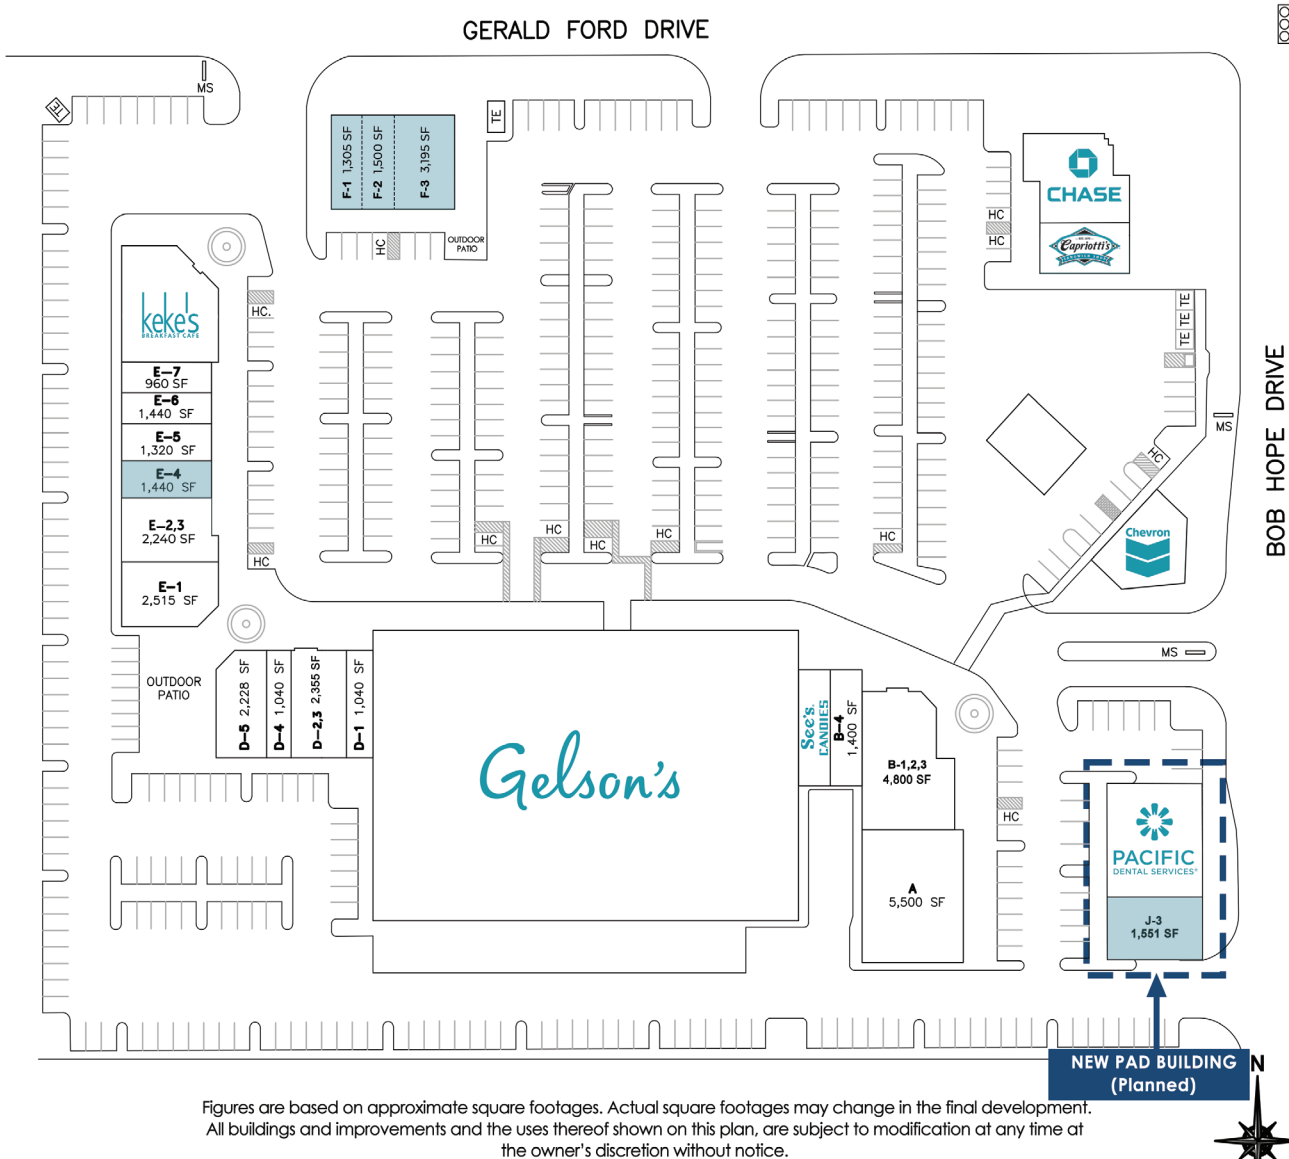 GERALD FORD DRIVE
MS
TE
F-1 1,305 SF
F-2 1,500 SF
F-3 3,195 SF
TE
HC
OUTDOOR
PATIO
CHASE
HC
HC
Capriotti's
SANDWICH SHOP
keke's
BREAKFAST CAFE
HC.
TE TE TE
BOB HOPE DRIVE
MS
E-7
960 SF
E-6
1,440 SF
E-5
1,320 SF
E-4
1,440 SF
E-2,3
2,240 SF
E-1
2,515 SF
HC
HC
HC
HC
HC
HC
HC
Chevron
MS
OUTDOOR
PATIO
D-5 2,228 SF
D-4 1,040 SF
D-2,3 2,355 SF
D-1 1,040 SF
Gelson's
See's
CANDIES
B-4
1,400 SF
B-1,2,3
4,800 SF
HC
A
5,500 SF
PACIFIC
DENTAL SERVICES®
J-3
1,551 SF
NEW PAD BUILDING
(Planned)
N
Figures are based on approximate square footages. Actual square footages may change in the final development.
All buildings and improvements and the uses thereof shown on this plan, are subject to modification at any time at
the owner's discretion without notice.